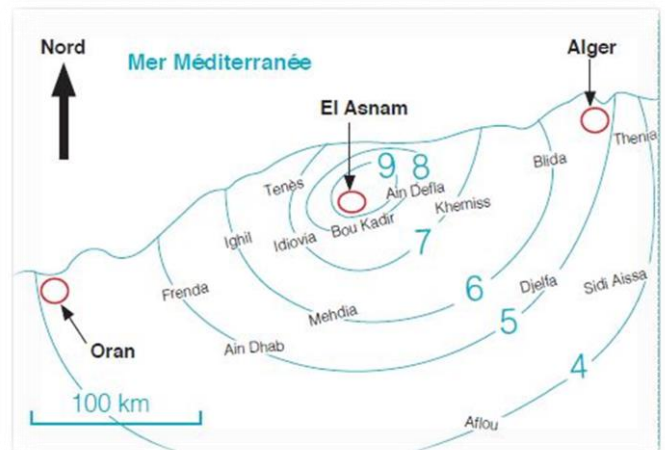 Nord
Alger
Mer Méditerranée
El Asnam
Thenia
Blida
9
8
Tenès
Ain Defla
Khemiss
Bou Kadir
Ighil
Idiovia
7
Djelfa
Sidi Aissa
Frenda
6
Mehdia
5
Oran
Ain Dhab
4
100 km
Aflou